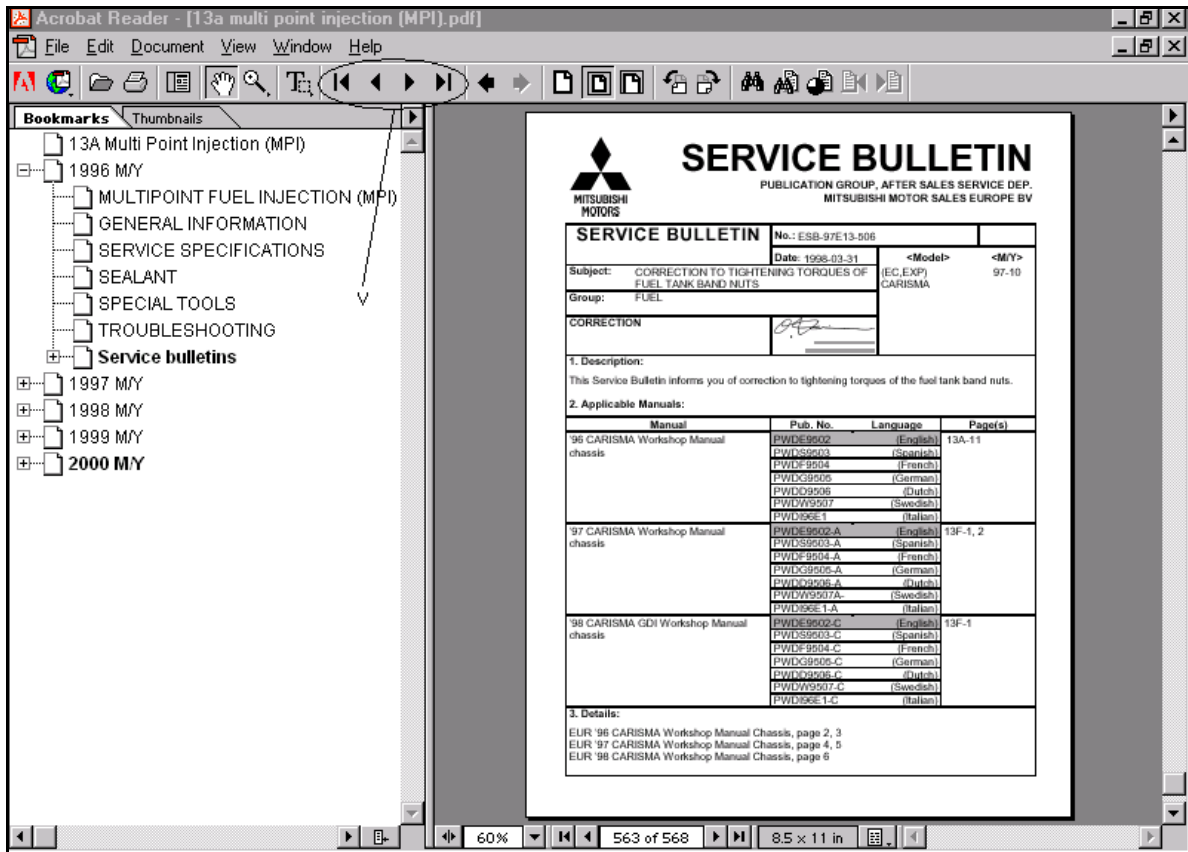 Acrobat Reader - [13a multi point injection (MPI).pdf]
File Edit Document View Window Help
Bookmarks Thumbnails
13A Multi Point Injection (MPI)
1996 M/Y
MULTIPOINT FUEL INJECTION (MPI)
GENERAL INFORMATION
SERVICE SPECIFICATIONS
SEALANT
SPECIAL TOOLS
TROUBLESHOOTING
Service bulletins
1997 M/Y
1998 M/Y
1999 M/Y
2000 M/Y
MITSUBISHI
MOTORS
SERVICE BULLETIN
PUBLICATION GROUP, AFTER SALES SERVICE DEP.
MITSUBISHI MOTOR SALES EUROPE BV
SERVICE BULLETIN No.: ESB-97E13-506
Date: 1998-03-31 <Model> <M/Y>
Subject: CORRECTION TO TIGHTENING TORQUES OF (EC,EXP) 97-10
FUEL TANK BAND NUTS CARISMA
Group: FUEL
CORRECTION
1. Description:
This Service Bulletin informs you of correction to tightening torques of the fuel tank band nuts.
2. Applicable Manuals:
Manual Pub. No. Language Page(s)
'96 CARISMA Workshop Manual PWDE9502 (English) 13A-11
chassis PWDS9503 (Spanish)
PWDF9504 (French)
PWDG9505 (German)
PWDD9506 (Dutch)
PWDW9507 (Swedish)
PWDI96E1 (Italian)
'97 CARISMA Workshop Manual PWDE9502-A (English) 13F-1, 2
chassis PWDS9503-A (Spanish)
PWDF9504-A (French)
PWDG9505-A (German)
PWDD9506-A (Dutch)
PWDW9507A- (Swedish)
PWDI96E1-A (Italian)
'98 CARISMA GDI Workshop Manual PWDE9502-C (English) 13F-1
chassis PWDS9503-C (Spanish)
PWDF9504-C (French)
PWDG9505-C (German)
PWDD9506-C (Dutch)
PWDW9507-C (Swedish)
PWDI96E1-C (Italian)
3. Details:
EUR '96 CARISMA Workshop Manual Chassis, page 2, 3
EUR '97 CARISMA Workshop Manual Chassis, page 4, 5
EUR '98 CARISMA Workshop Manual Chassis, page 6
60% 563 of 568 8.5 x 11 in